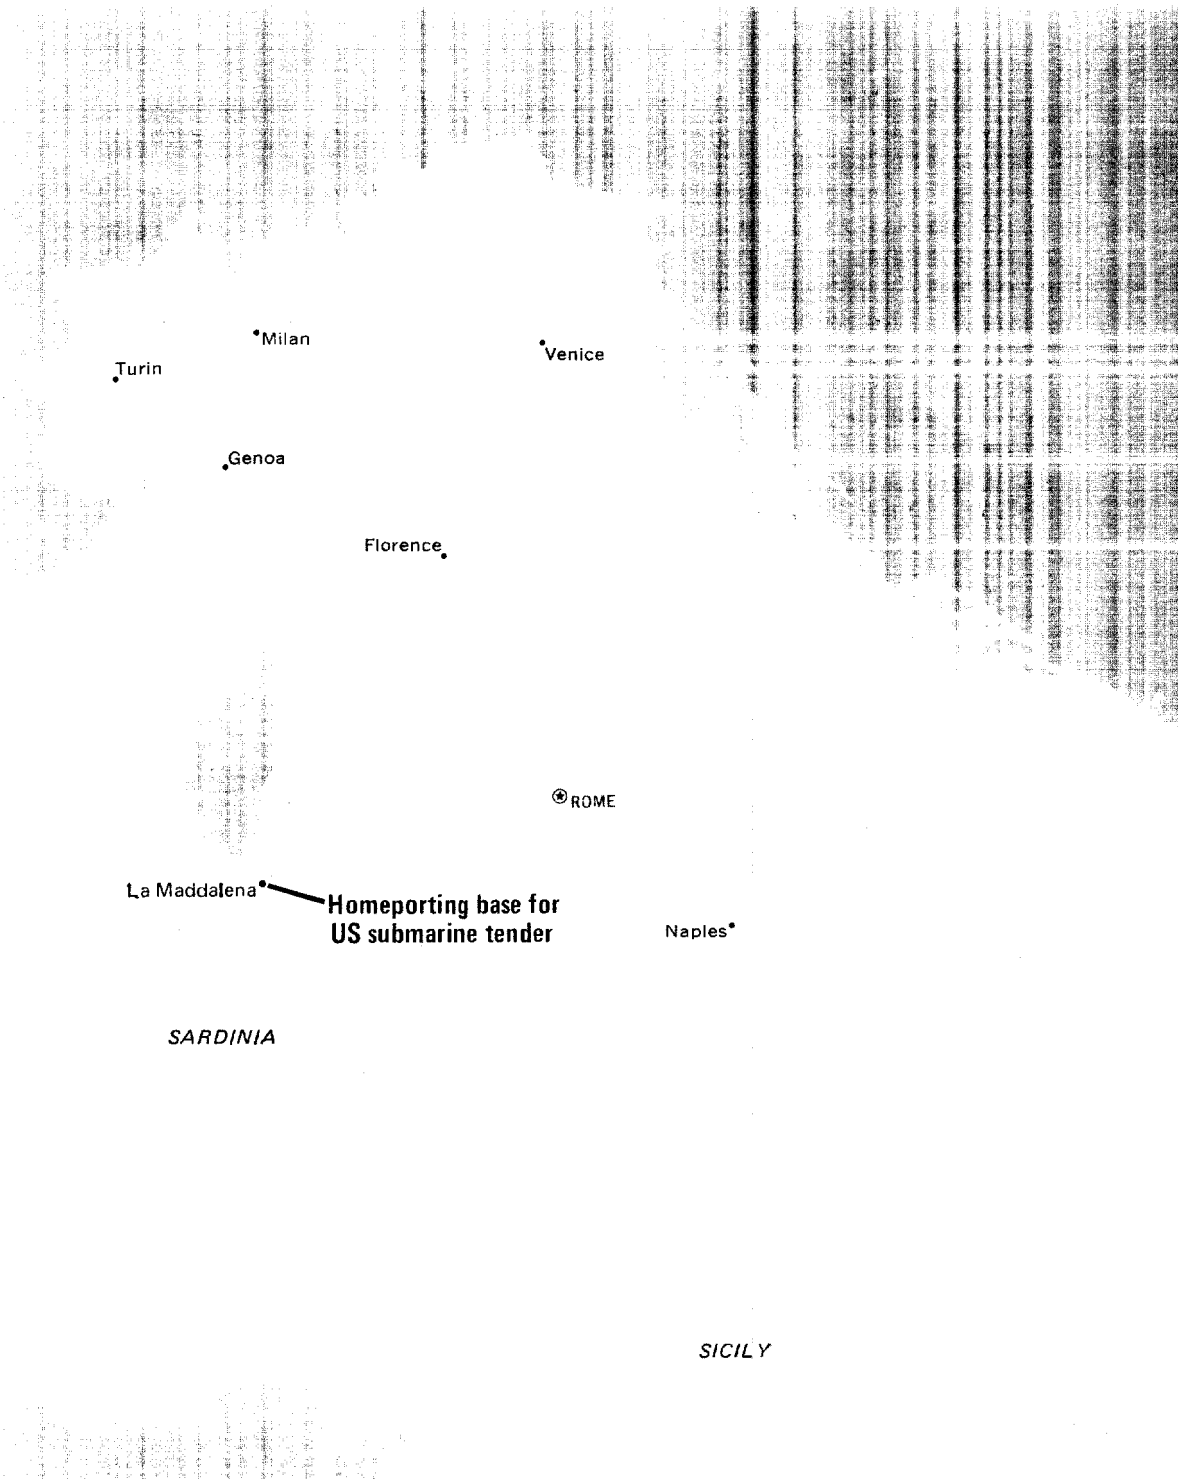 Milan
Venice
Turin
Genoa
Florence
ROME
La Maddalena
Homeporting base for
US submarine tender
Naples
SARDINIA
SICILY